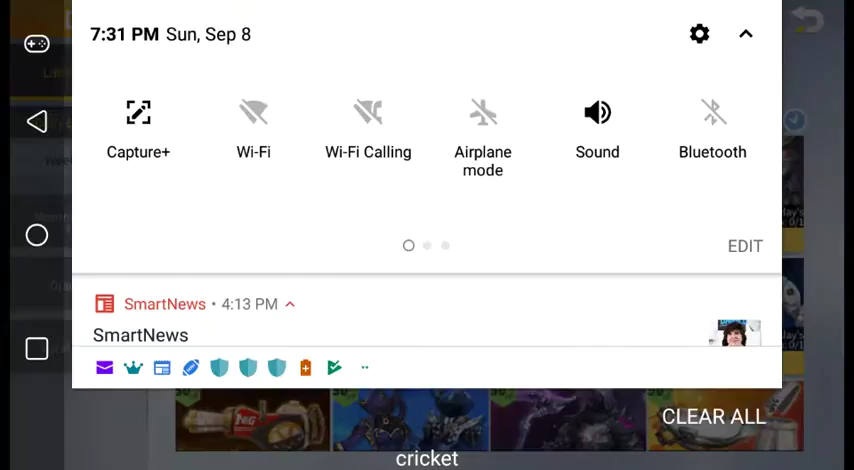 7:31 PM Sun, Sep 8
Capture+
Wi-Fi
Wi-Fi Calling
Airplane mode
Sound
Bluetooth
EDIT
SmartNews • 4:13 PM
SmartNews
CLEAR ALL
cricket